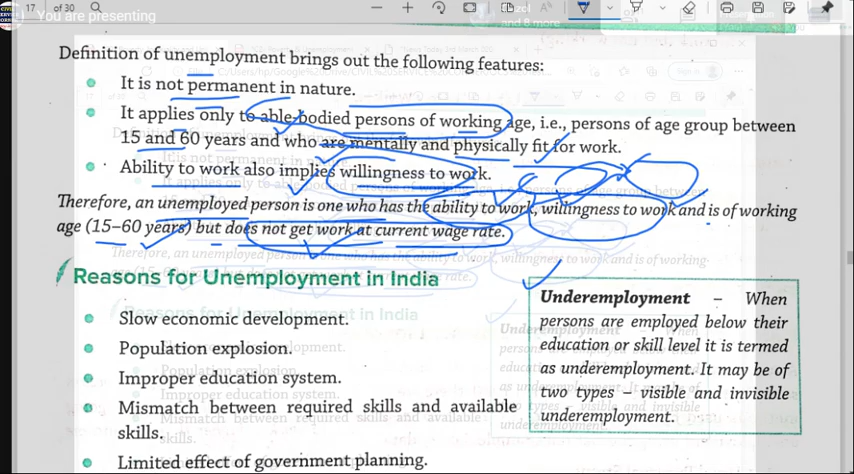 17 of 30
You are presenting
and 8 more
Definition of unemployment brings out the following features:
It is not permanent in nature.
It applies only to able-bodied persons of working age, i.e., persons of age group between
15 and 60 years and who are mentally and physically fit for work.
Ability to work also implies willingness to work.
Therefore, an unemployed person is one who has the ability to work, willingness to work and is of working
age (15–60 years) but does not get work at current wage rate.
Reasons for Unemployment in India
Slow economic development.
Population explosion.
Improper education system.
Mismatch between required skills and available
skills.
Limited effect of government planning.
Underemployment – When
persons are employed below their
education or skill level it is termed
as underemployment. It may be of
two types – visible and invisible
underemployment.